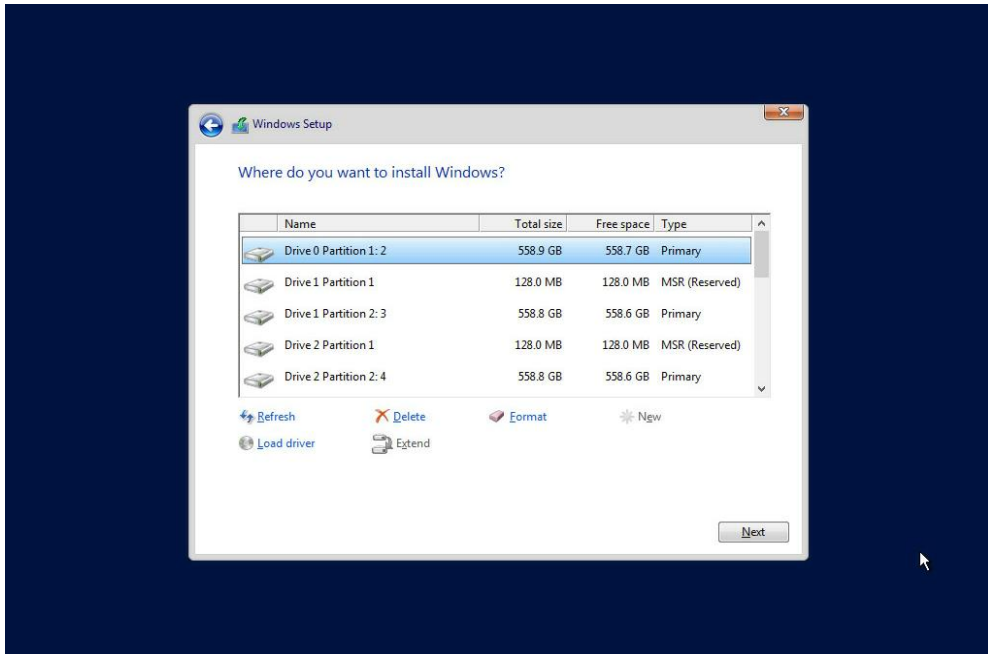 Windows Setup
Where do you want to install Windows?
Name Total size Free space Type
Drive 0 Partition 1: 2 558.9 GB 558.7 GB Primary
Drive 1 Partition 1 128.0 MB 128.0 MB MSR (Reserved)
Drive 1 Partition 2: 3 558.8 GB 558.6 GB Primary
Drive 2 Partition 1 128.0 MB 128.0 MB MSR (Reserved)
Drive 2 Partition 2: 4 558.8 GB 558.6 GB Primary
Refresh Delete Format New
Load driver Extend
Next